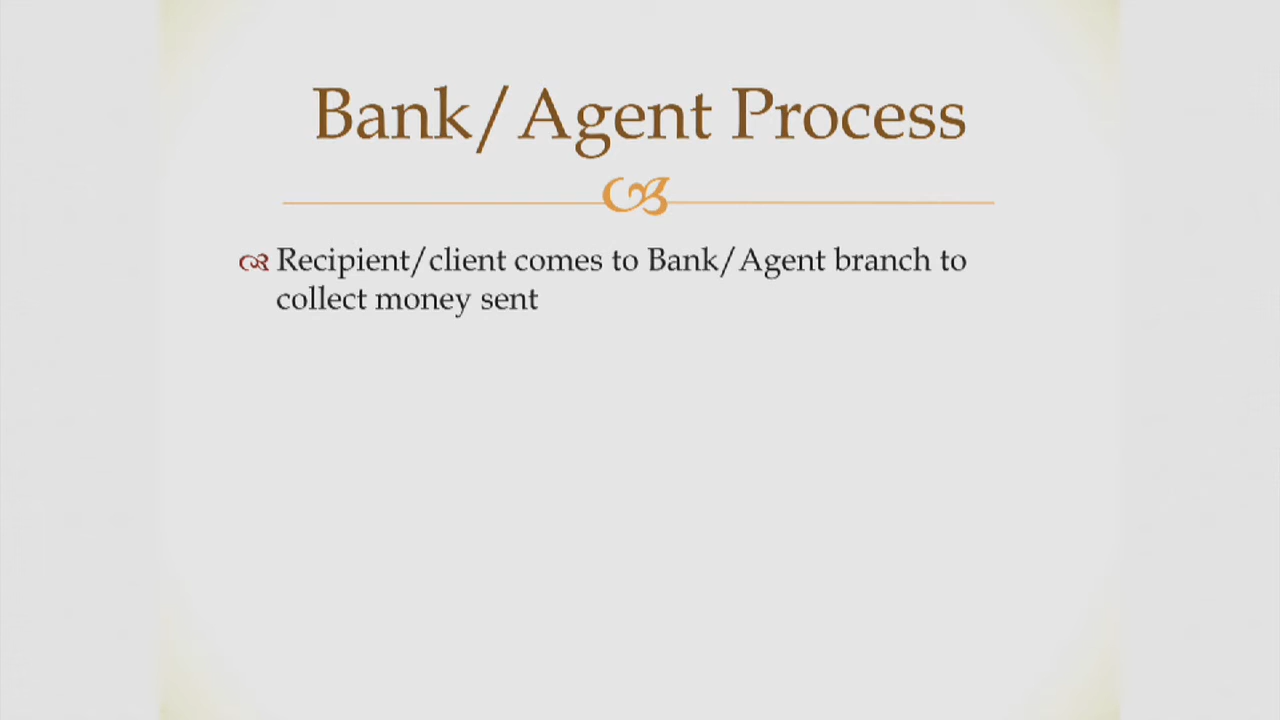 Bank/Agent Process
Recipient/client comes to Bank/Agent branch to
collect money sent